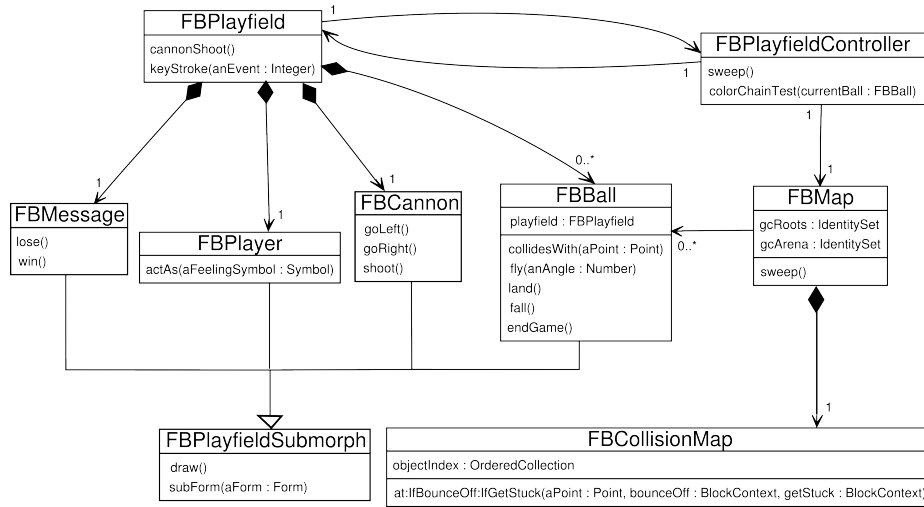 FBPlayfield
cannonShoot()
keyStroke(anEvent : Integer)
1
1
FBPlayfieldController
sweep()
colorChainTest(currentBall : FBBall)
1
1
1
1
1
0..*
FBMessage
lose()
win()
FBPlayer
actAs(aFeelingSymbol : Symbol)
FBCannon
goLeft()
goRight()
shoot()
FBBall
playfield : FBPlayfield
collidesWith(aPoint : Point)
fly(anAngle : Number)
land()
fall()
endGame()
0..*
FBMap
gcRoots : IdentitySet
gcArena : IdentitySet
sweep()
1
FBPlayfieldSubmorph
draw()
subForm(aForm : Form)
FBCollisionMap
objectIndex : OrderedCollection
at:IfBounceOff:IfGetStuck(aPoint : Point, bounceOff : BlockContext, getStuck : BlockContext)